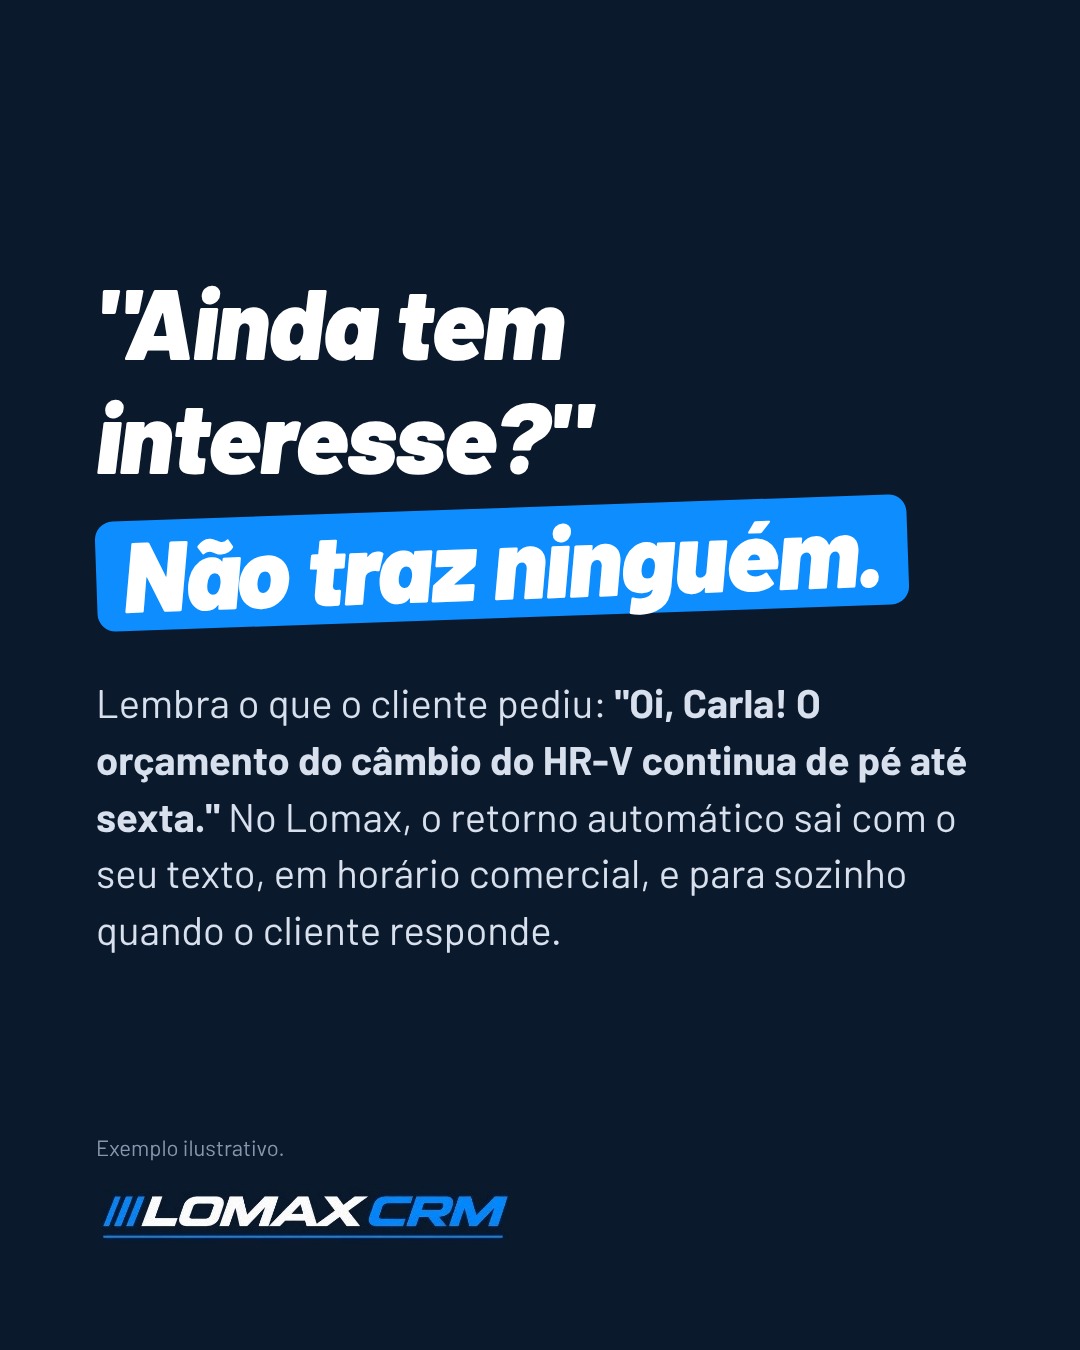 "Ainda tem
interesse?"
Não traz ninguém.
Lembra o que o cliente pediu: "Oi, Carla! O
orçamento do câmbio do HR-V continua de pé até
sexta." No Lomax, o retorno automático sai com o
seu texto, em horário comercial, e para sozinho
quando o cliente responde.
Exemplo ilustrativo.
LOMAX CRM